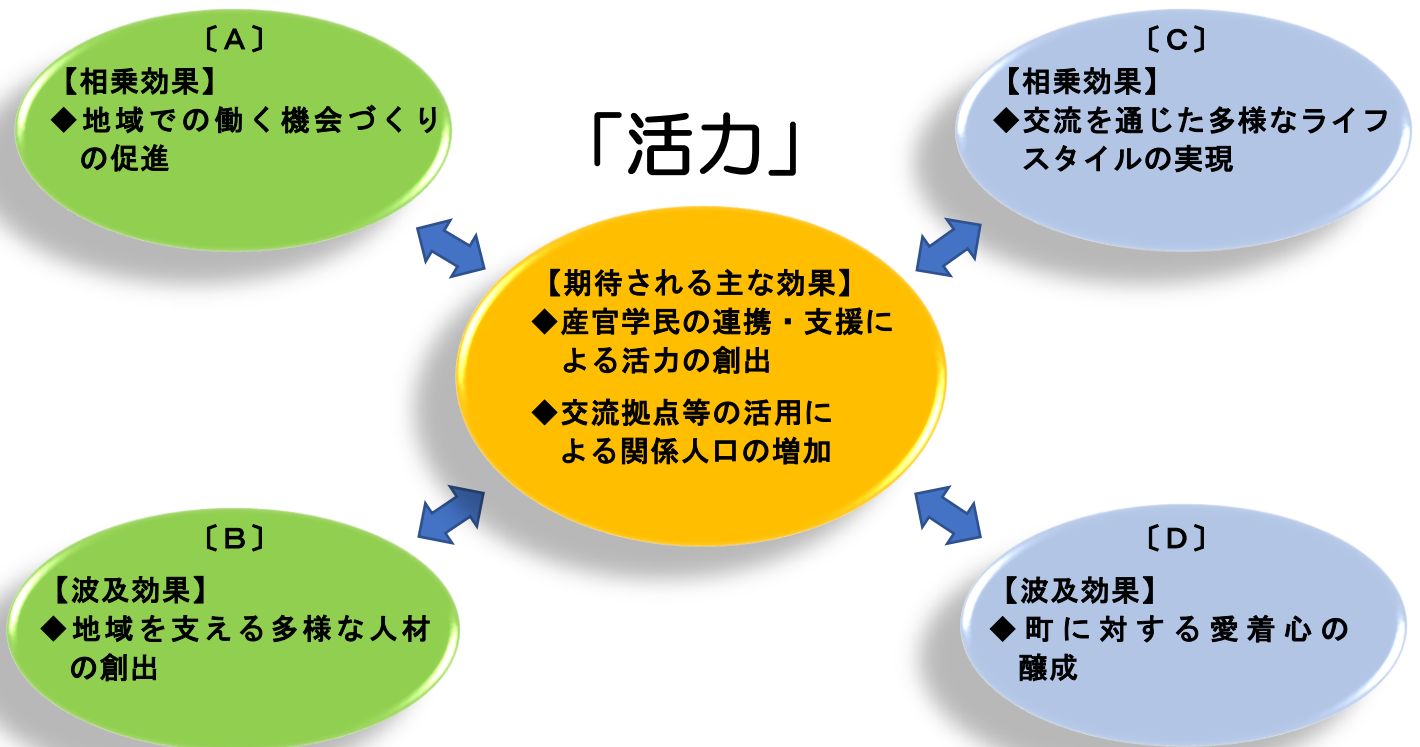 〔A〕
【相乗効果】
◆地域での働く機会づくり
の促進
〔C〕
【相乗効果】
◆交流を通じた多様なライフ
スタイルの実現
「活力」
【期待される主な効果】
◆産官学民の連携・支援に
よる活力の創出
◆交流拠点等の活用に
よる関係人口の増加
〔B〕
【波及効果】
◆地域を支える多様な人材
の創出
〔D〕
【波及効果】
◆町に対する愛着心の
醸成